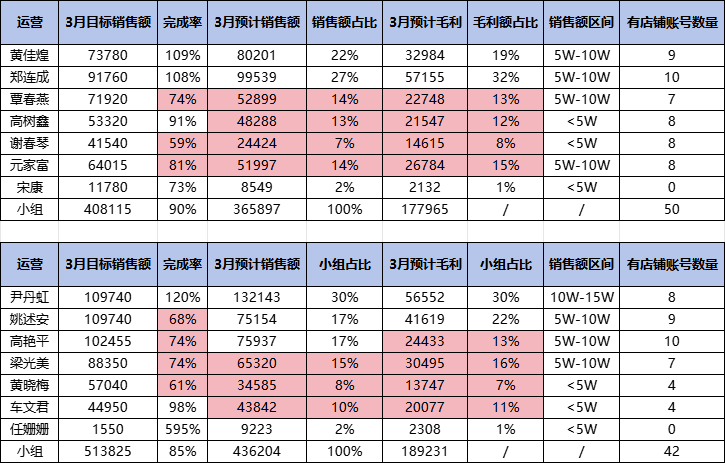 运营 3月目标销售额 完成率 3月预计销售额 销售额占比 3月预计毛利 毛利额占比 销售额区间 有店铺账号数量
黄佳煌 73780 109% 80201 22% 32984 19% 5W-10W 9
郑连成 91760 108% 99539 27% 57155 32% 5W-10W 10
覃春燕 71920 74% 52899 14% 22748 13% 5W-10W 7
高树鑫 53320 91% 48288 13% 21547 12% <5W 8
谢春琴 41540 59% 24424 7% 14615 8% <5W 8
元家富 64015 81% 51997 14% 26784 15% 5W-10W 8
宋康 11780 73% 8549 2% 2132 1% <5W 0
小组 408115 90% 365897 100% 177965 / / 50
运营 3月目标销售额 完成率 3月预计销售额 小组占比 3月预计毛利 小组占比 销售额区间 有店铺账号数量
尹丹虹 109740 120% 132143 30% 56552 30% 10W-15W 8
姚述安 109740 68% 75154 17% 41619 22% 5W-10W 9
高艳平 102455 74% 75937 17% 24433 13% 5W-10W 10
梁光美 88350 74% 65320 15% 30495 16% 5W-10W 7
黄晓梅 57040 61% 34585 8% 13747 7% <5W 4
车文君 44950 98% 43842 10% 20077 11% <5W 4
任姗姗 1550 595% 9223 2% 2308 1% <5W 0
小组 513825 85% 436204 100% 189231 / / 42